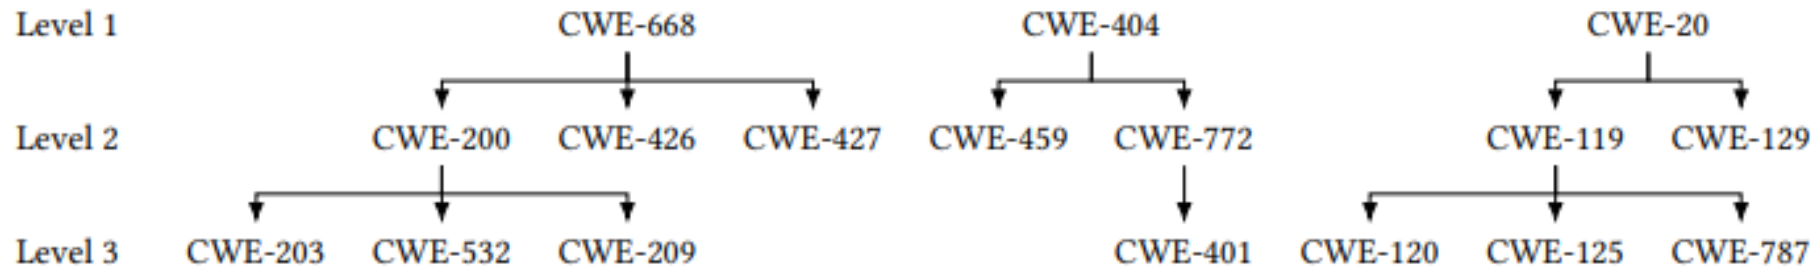 Level 1 CWE-668 CWE-404 CWE-20
Level 2 CWE-200 CWE-426 CWE-427 CWE-459 CWE-772 CWE-119 CWE-129
Level 3 CWE-203 CWE-532 CWE-209 CWE-401 CWE-120 CWE-125 CWE-787